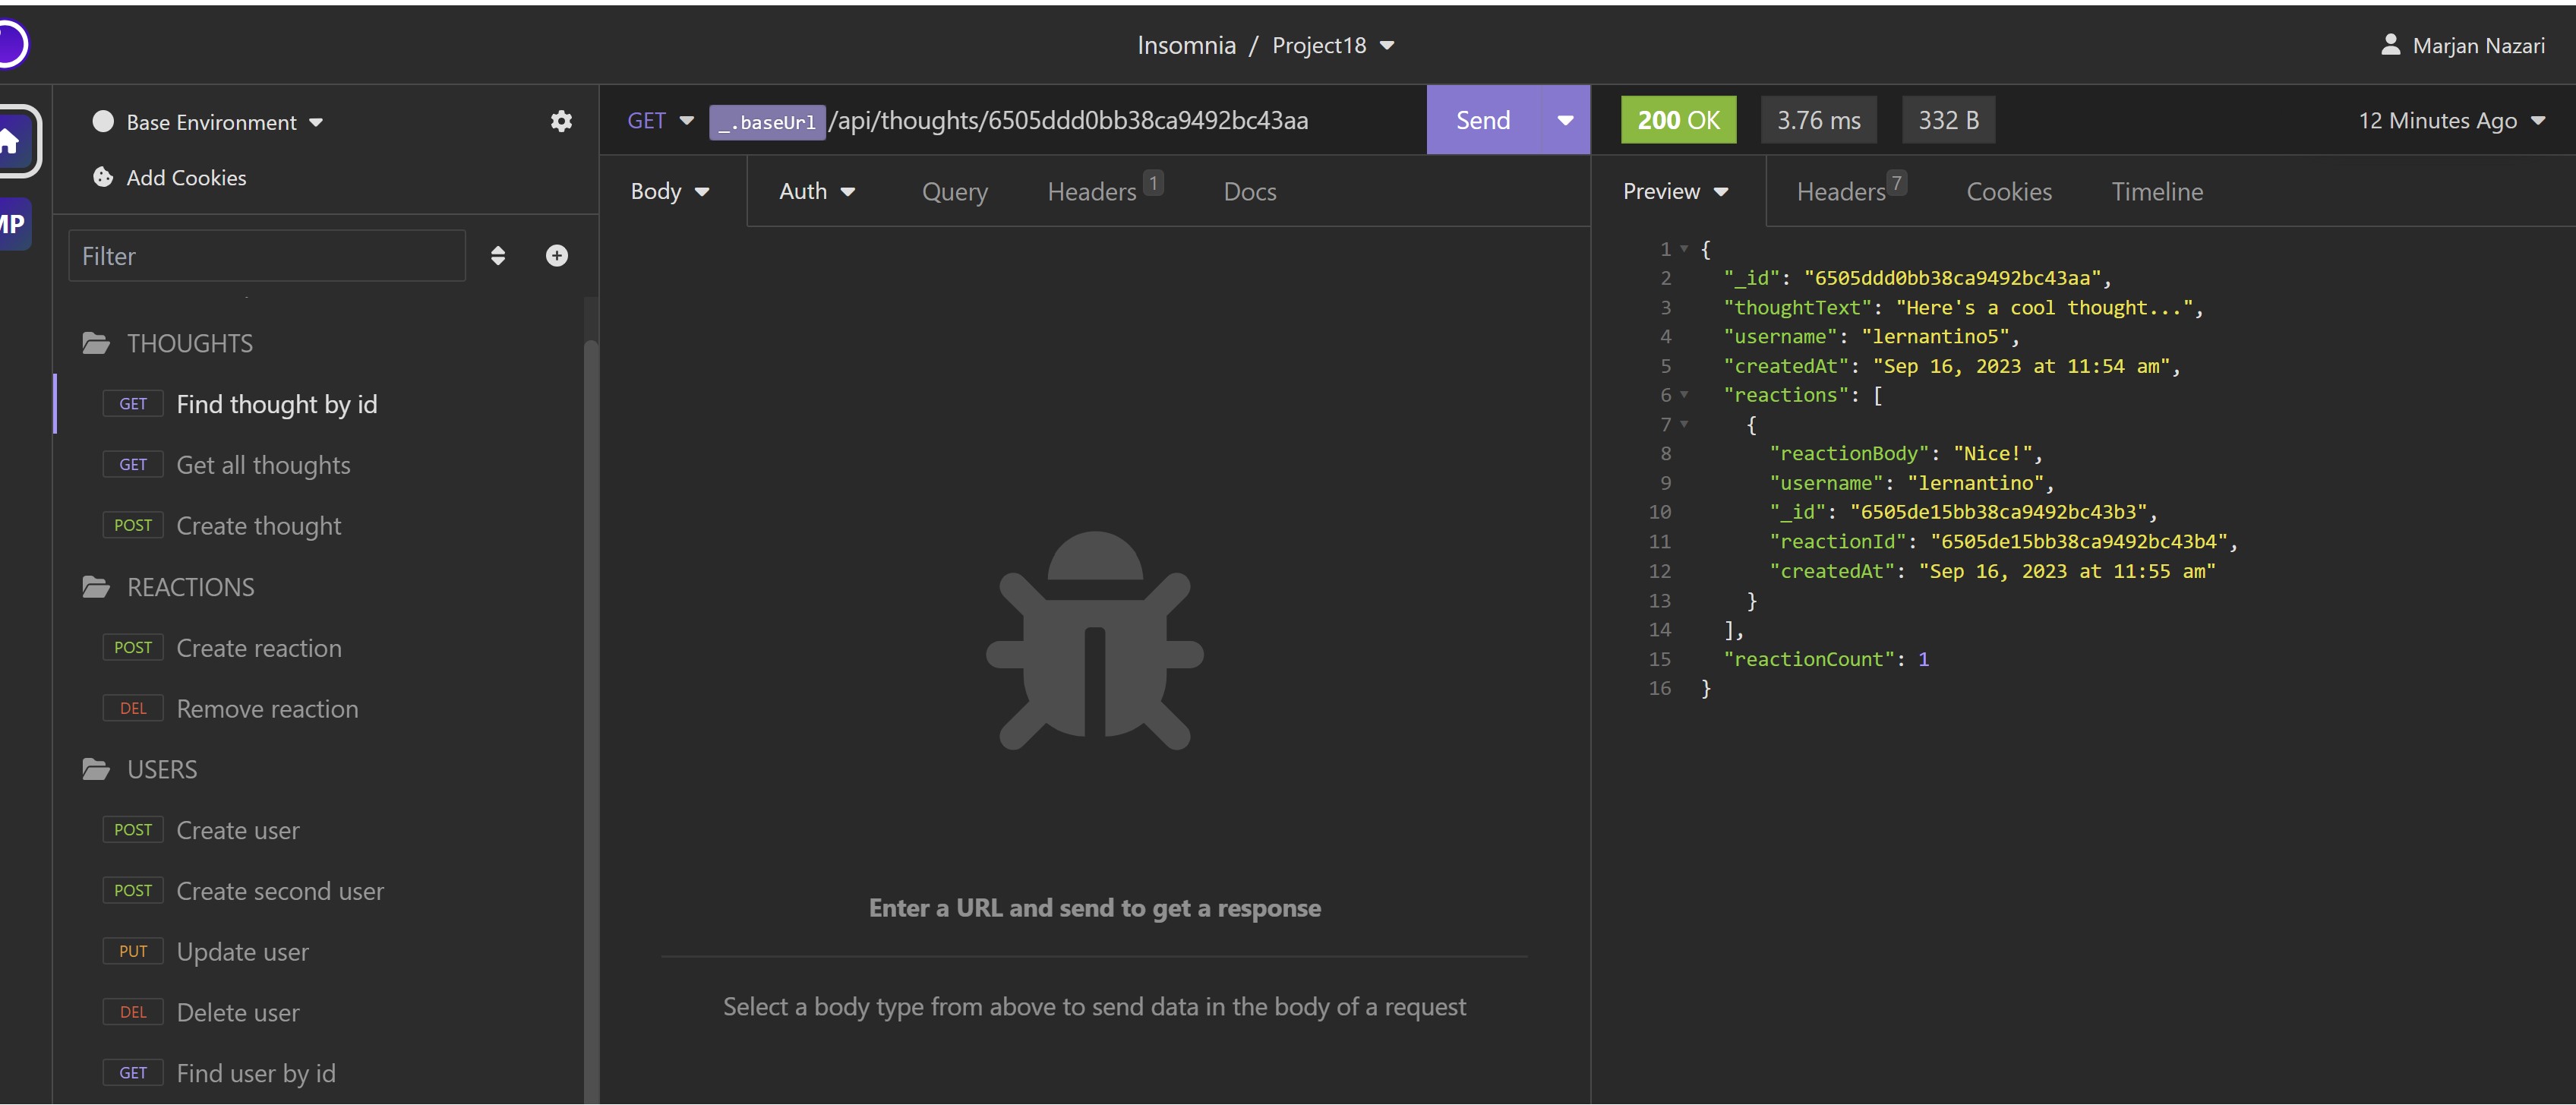 Insomnia / Project18
Marjan Nazari
Base Environment
Add Cookies
MP
Filter
THOUGHTS
GET Find thought by id
GET Get all thoughts
POST Create thought
REACTIONS
POST Create reaction
DEL Remove reaction
USERS
POST Create user
POST Create second user
PUT Update user
DEL Delete user
GET Find user by id
GET _.baseUrl /api/thoughts/6505ddd0bb38ca9492bc43aa Send
Body Auth Query Headers 1 Docs
Enter a URL and send to get a response
Select a body type from above to send data in the body of a request
200 OK 3.76 ms 332 B 12 Minutes Ago
Preview Headers 7 Cookies Timeline
1 {
2 "_id": "6505ddd0bb38ca9492bc43aa",
3 "thoughtText": "Here's a cool thought...",
4 "username": "lernantino5",
5 "createdAt": "Sep 16, 2023 at 11:54 am",
6 "reactions": [
7 {
8 "reactionBody": "Nice!",
9 "username": "lernantino",
10 "_id": "6505de15bb38ca9492bc43b3",
11 "reactionId": "6505de15bb38ca9492bc43b4",
12 "createdAt": "Sep 16, 2023 at 11:55 am"
13 }
14 ],
15 "reactionCount": 1
16 }